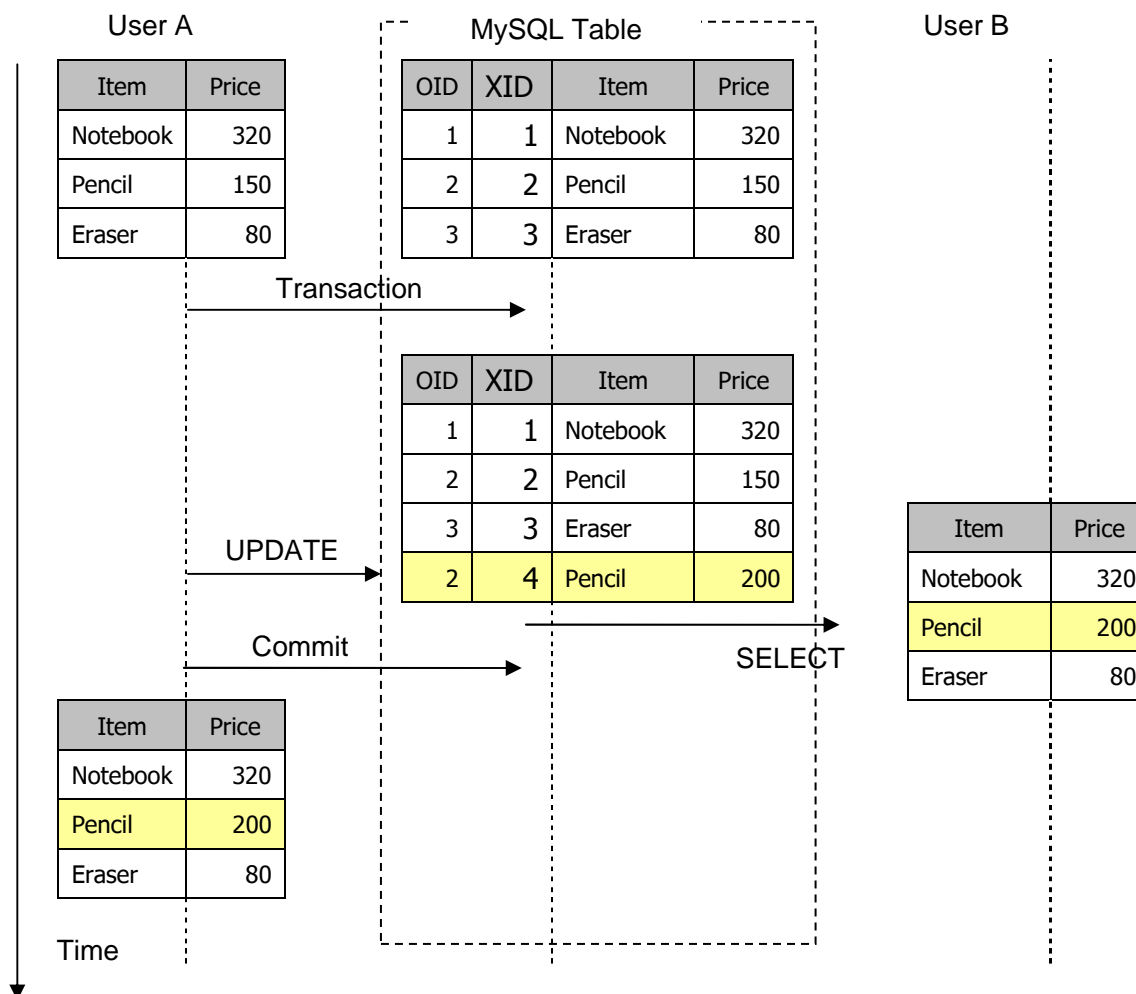 User A
MySQL Table
User B
Item Price
Notebook 320
Pencil 150
Eraser 80
OID XID Item Price
1 1 Notebook 320
2 2 Pencil 150
3 3 Eraser 80
Transaction
OID XID Item Price
1 1 Notebook 320
2 2 Pencil 150
3 3 Eraser 80
2 4 Pencil 200
UPDATE
Item Price
Notebook 320
Pencil 200
Eraser 80
Commit
SELECT
Item Price
Notebook 320
Pencil 200
Eraser 80
Time